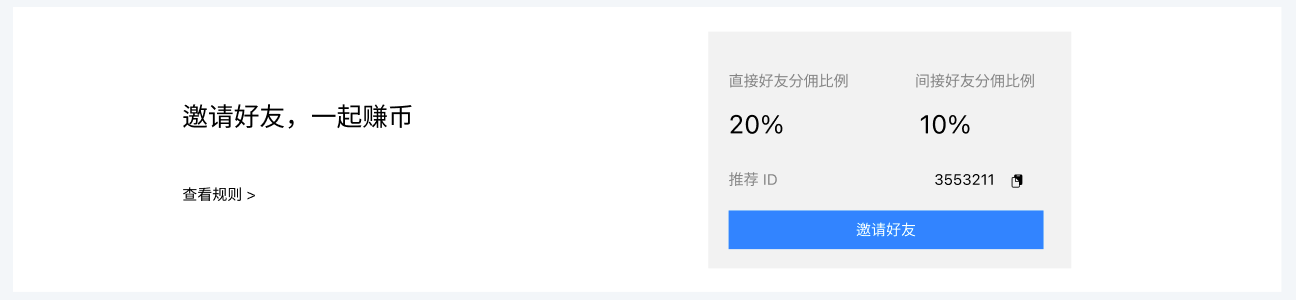 邀请好友，一起赚币
查看规则 >
直接好友分佣比例
间接好友分佣比例
20%
10%
推荐 ID
3553211
邀请好友